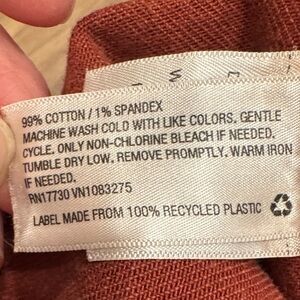 W
99% COTTON / 1% SPANDEX
MACHINE WASH COLD WITH LIKE COLORS. GENTLE
CYCLE. ONLY NON-CHLORINE BLEACH IF NEEDED.
TUMBLE DRY LOW, REMOVE PROMPTLY. WARM IRON
IF NEEDED.
RN17730 VN1083275
LABEL MADE FROM 100% RECYCLED PLASTIC